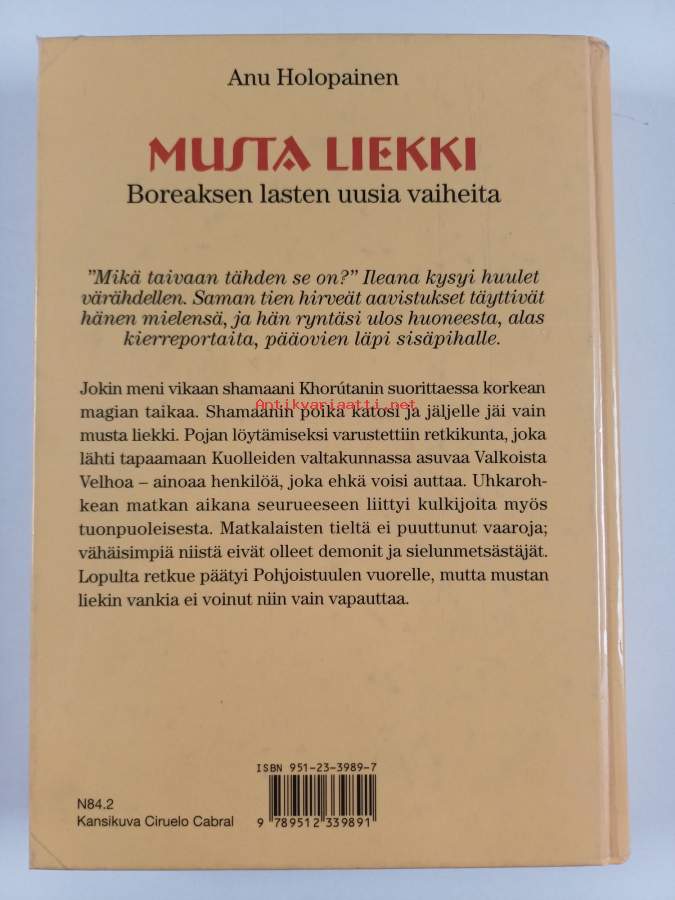 Anu Holopainen
MUSTA LIEKKI
Boreaksen lasten uusia vaiheita
”Mikä taivaan tähden se on?” Ileana kysyi huulet
värähdellen. Saman tien hirveät aavistukset täyttivät
hänen mielensä, ja hän ryntäsi ulos huoneesta, alas
kierreportaita, pääovien läpi sisäpihalle.
Jokin meni vikaan shamaani Khorútanin suorittaessa korkean
magian taikaa. Shamaanin poika katosi ja jäljelle jäi vain
Antikvariaatti.net
musta liekki. Pojan löytämiseksi varustettiin retkikunta, joka
lähti tapaamaan Kuolleiden valtakunnassa asuvaa Valkoista
Velhoa – ainoaa henkilöä, joka ehkä voisi auttaa. Uhkaroh-
kean matkan aikana seurueeseen liittyi kulkijoita myös
tuonpuoleisesta. Matkalaisten tieltä ei puuttunut vaaroja;
vähäisimpiä niistä eivät olleet demonit ja sielunmetsästäjät.
Lopulta retkue päätyi Pohjoistuulen vuorelle, mutta mustan
liekin vankia ei voinut niin vain vapauttaa.
ISBN 951-23-3989-7
N84.2
Kansikuva Ciruelo Cabral
9 789512 339891